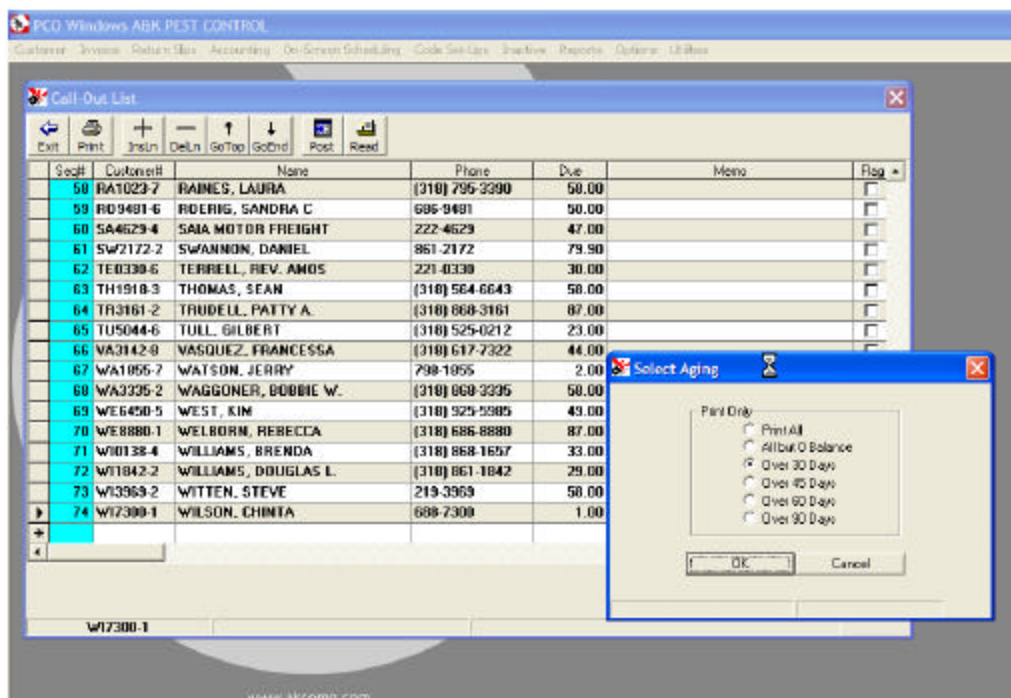 PCO Windows ABK PEST CONTROL
Customer Invoice Return Slips Accounting On-Screen Scheduling Code Set-Ups Inactive Reports Options Utilities
Call-Out List
Exit Print InsLn DelLn GoTop GoEnd Post Read
Seq# Customer# Name Phone Due Memo Flag
58 RA1023-7 RAINES, LAURA (318) 795-3390 58.00
59 RO9481-6 ROERIG, SANDRA C 686-9481 50.00
60 SA4629-4 SAIA MOTOR FREIGHT 222-4629 47.00
61 SW2172-2 SWANNON, DANIEL 861-2172 79.90
62 TE0330-6 TERRELL, REV. AMOS 221-0330 30.00
63 TH1918-3 THOMAS, SEAN (318) 564-6643 58.00
64 TR3161-2 TRUDELL, PATTY A. (318) 868-3161 87.00
65 TU5044-6 TULL, GILBERT (318) 525-0212 23.00
66 VA3142-8 VASQUEZ, FRANCESSA (318) 617-7322 44.00
67 WA1855-7 WATSON, JERRY 798-1855 2.00
68 WA3335-2 WAGGONER, BOBBIE W. (318) 868-3335 58.00
69 WE6450-5 WEST, KIM (318) 925-5985 49.00
70 WE8880-1 WELBORN, REBECCA (318) 686-8880 87.00
71 WI0138-4 WILLIAMS, BRENDA (318) 868-1657 33.00
72 WI1842-2 WILLIAMS, DOUGLAS L. (318) 861-1842 29.00
73 WI3969-2 WITTEN, STEVE 219-3969 58.00
74 WI7300-1 WILSON, CHINTA 688-7300 1.00
Select Aging
Print Only
Print All
All but 0 Balance
Over 30 Days
Over 45 Days
Over 60 Days
Over 90 Days
OK Cancel
WI7300-1